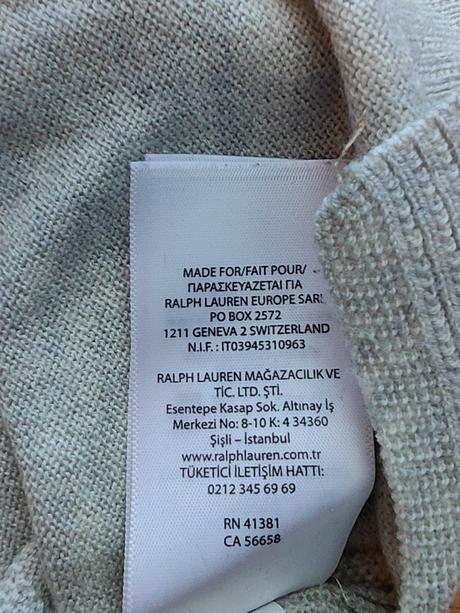 MADE FOR/FAIT POUR/
ΠΑΡΑΣΚΕΥΑΖΕΤΑΙ ΓΙΑ
RALPH LAUREN EUROPE SARL
PO BOX 2572
1211 GENEVA 2 SWITZERLAND
N.I.F. : IT03945310963
RALPH LAUREN MAĞAZACILIK VE
TİC. LTD. ŞTİ.
Esentepe Kasap Sok. Altınay İş
Merkezi No: 8-10 K: 4 34360
Şişli – İstanbul
www.ralphlauren.com.tr
TÜKETİCİ İLETİŞİM HATTI:
0212 345 69 69
RN 41381
CA 56658